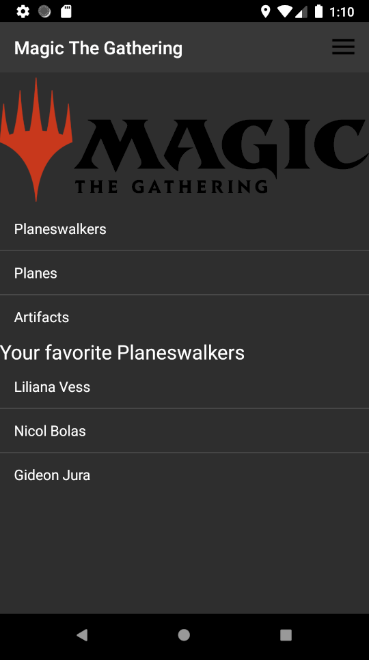 1:10
Magic The Gathering
MAGIC
THE GATHERING
Planeswalkers
Planes
Artifacts
Your favorite Planeswalkers
Liliana Vess
Nicol Bolas
Gideon Jura